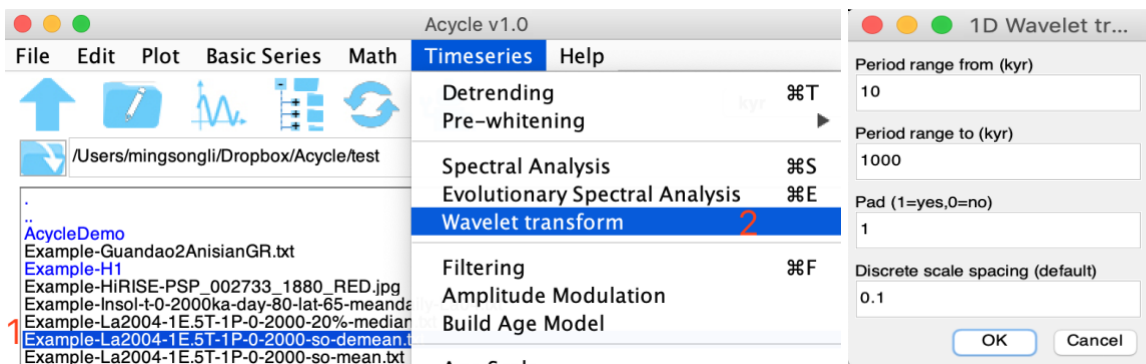 Acycle v1.0
File Edit Plot Basic Series Math Timeseries Help
/Users/mingsongli/Dropbox/Acycle/test
.
..
AcycleDemo
Example-Guandao2AnisianGR.txt
Example-H1
Example-HiRISE-PSP_002733_1880_RED.jpg
Example-Insol-t-0-2000ka-day-80-lat-65-meanda
Example-La2004-1E.5T-1P-0-2000-20%-median
1
Example-La2004-1E.5T-1P-0-2000-so-demean.t
Example-La2004-1E.5T-1P-0-2000-so-mean.txt
Detrending ⌘T
kyr
Pre-whitening ▶
Spectral Analysis ⌘S
Evolutionary Spectral Analysis ⌘E
Wavelet transform 2
Filtering ⌘F
Amplitude Modulation
Build Age Model
1D Wavelet tr...
Period range from (kyr)
10
Period range to (kyr)
1000
Pad (1=yes,0=no)
1
Discrete scale spacing (default)
0.1
OK Cancel